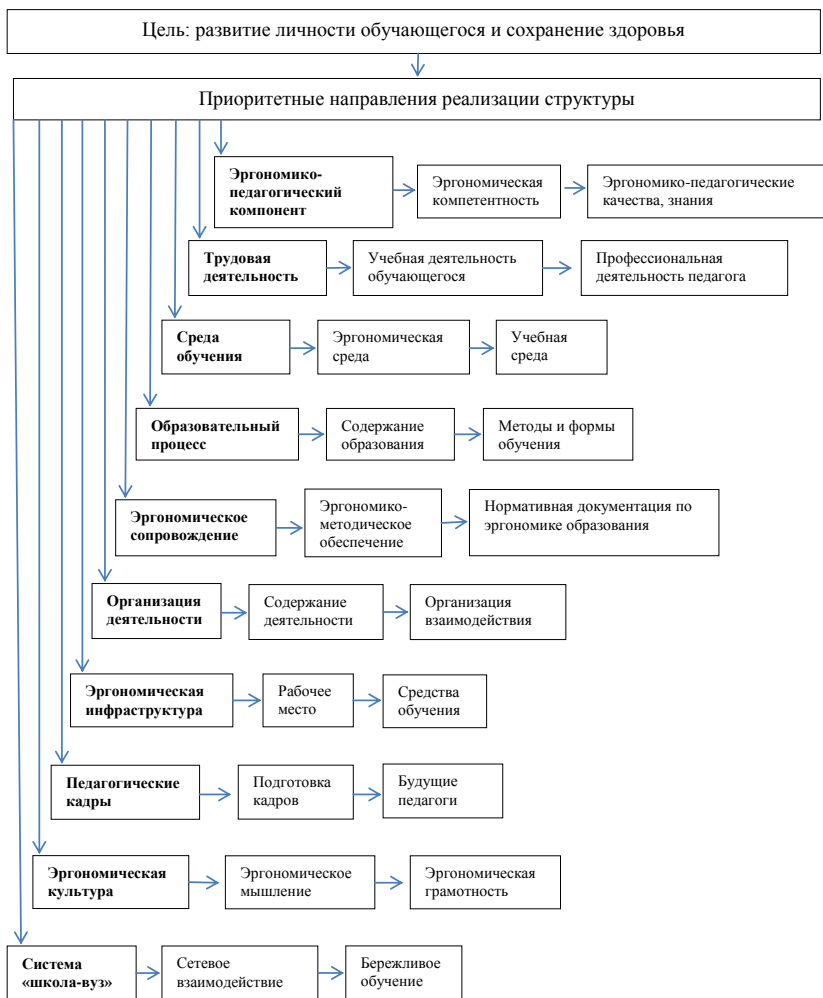 Цель: развитие личности обучающегося и сохранение здоровья
Приоритетные направления реализации структуры
Эргономико-
педагогический
компонент
Эргономическая
компетентность
Эргономико-педагогические
качества, знания
Трудовая
деятельность
Учебная деятельность
обучающегося
Профессиональная
деятельность педагога
Среда
обучения
Эргономическая
среда
Учебная
среда
Образовательный
процесс
Содержание
образования
Методы и формы
обучения
Эргономическое
сопровождение
Эргономико-
методическое
обеспечение
Нормативная документация по
эргономике образования
Организация
деятельности
Содержание
деятельности
Организация
взаимодействия
Эргономическая
инфраструктура
Рабочее
место
Средства
обучения
Педагогические
кадры
Подготовка
кадров
Будущие
педагоги
Эргономическая
культура
Эргономическое
мышление
Эргономическая
грамотность
Система
«школа-вуз»
Сетевое
взаимодействие
Бережливое
обучение